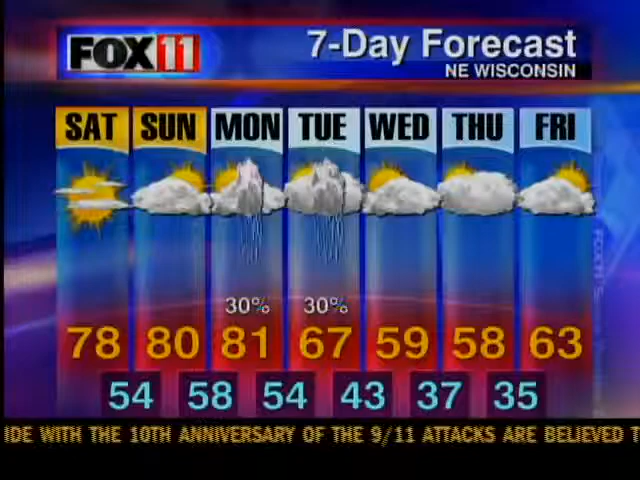 FOX 11
7-Day Forecast
NE WISCONSIN
SAT SUN MON TUE WED THU FRI
30% 30%
78 80 81 67 59 58 63
54 58 54 43 37 35
IDE WITH THE 10TH ANNIVERSARY OF THE 9/11 ATTACKS ARE BELIEVED T